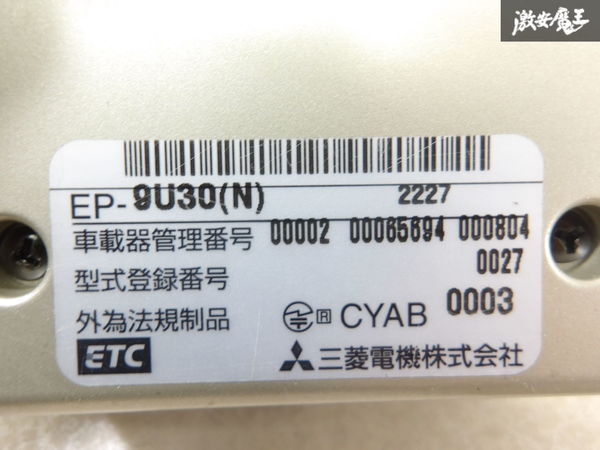 激安魔王
EP-9U30(N) 2227
車載器管理番号 00002 00065694 000804
型式登録番号 0027
外為法規制品 R CYAB 0003
ETC 三菱電機株式会社